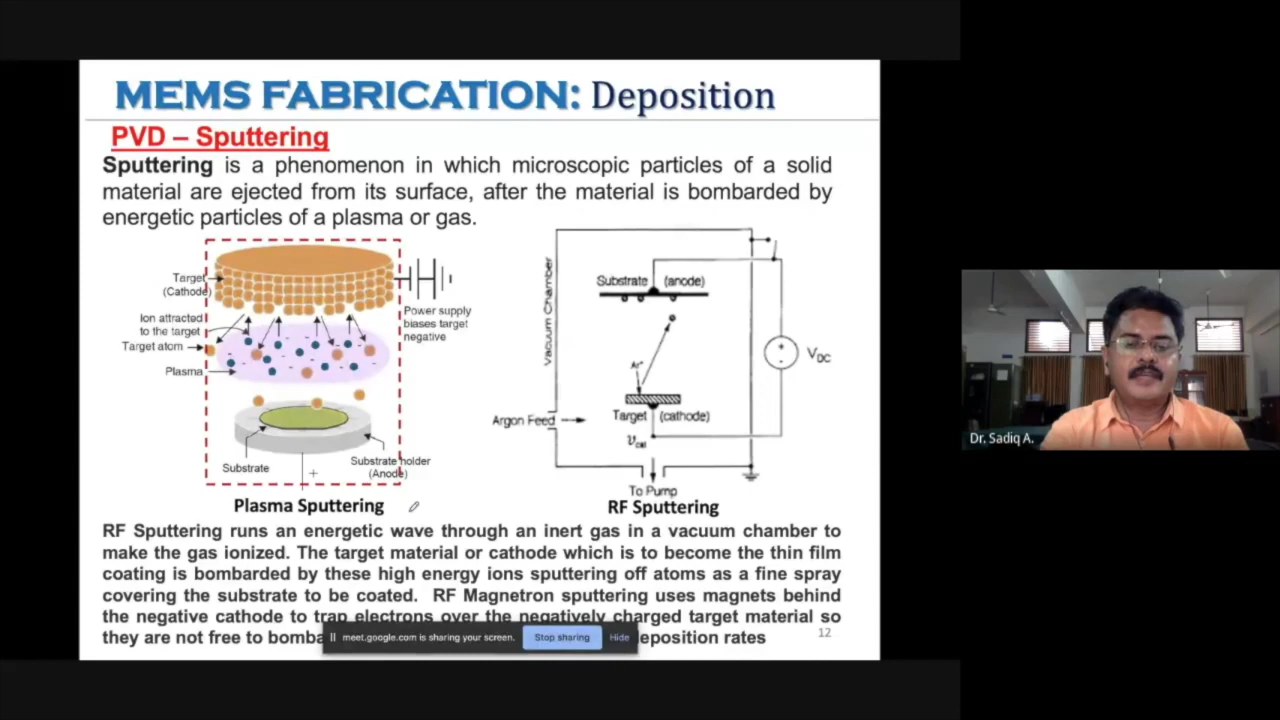 MEMS FABRICATION: Deposition
PVD – Sputtering
Sputtering is a phenomenon in which microscopic particles of a solid
material are ejected from its surface, after the material is bombarded by
energetic particles of a plasma or gas.
Target
(Cathode)
Ion attracted
to the target
Target atom
Plasma
Power supply
biases target
negative
Substrate
Substrate holder
(Anode)
+
Plasma Sputtering
Vacuum Chamber
Substrate (anode)
Ar+
Target (cathode)
Argon Feed
To Pump
VDC
RF Sputtering
RF Sputtering runs an energetic wave through an inert gas in a vacuum chamber to
make the gas ionized. The target material or cathode which is to become the thin film
coating is bombarded by these high energy ions sputtering off atoms as a fine spray
covering the substrate to be coated. RF Magnetron sputtering uses magnets behind
the negative cathode to trap electrons over the negatively charged target material so
they are not free to bomba eposition rates
12
meet.google.com is sharing your screen. Stop sharing Hide
Dr. Sadiq A.